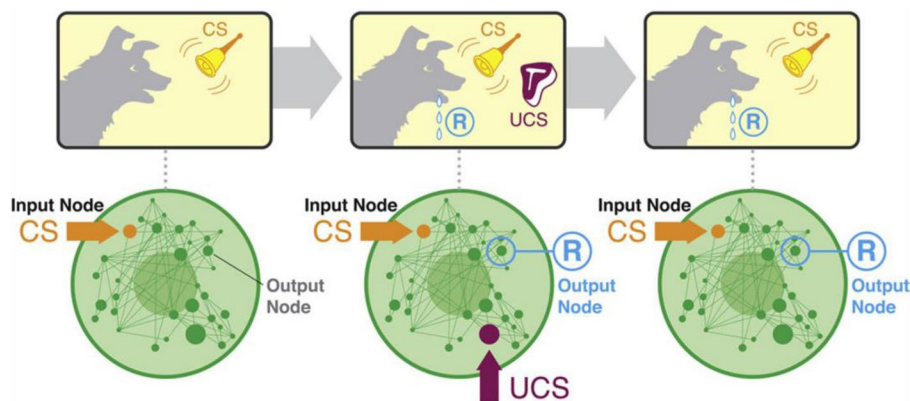 CS
CS
R
UCS
CS
R
Input Node
CS
Output
Node
Input Node
CS
R
Output
Node
UCS
Input Node
CS
R
Output
Node